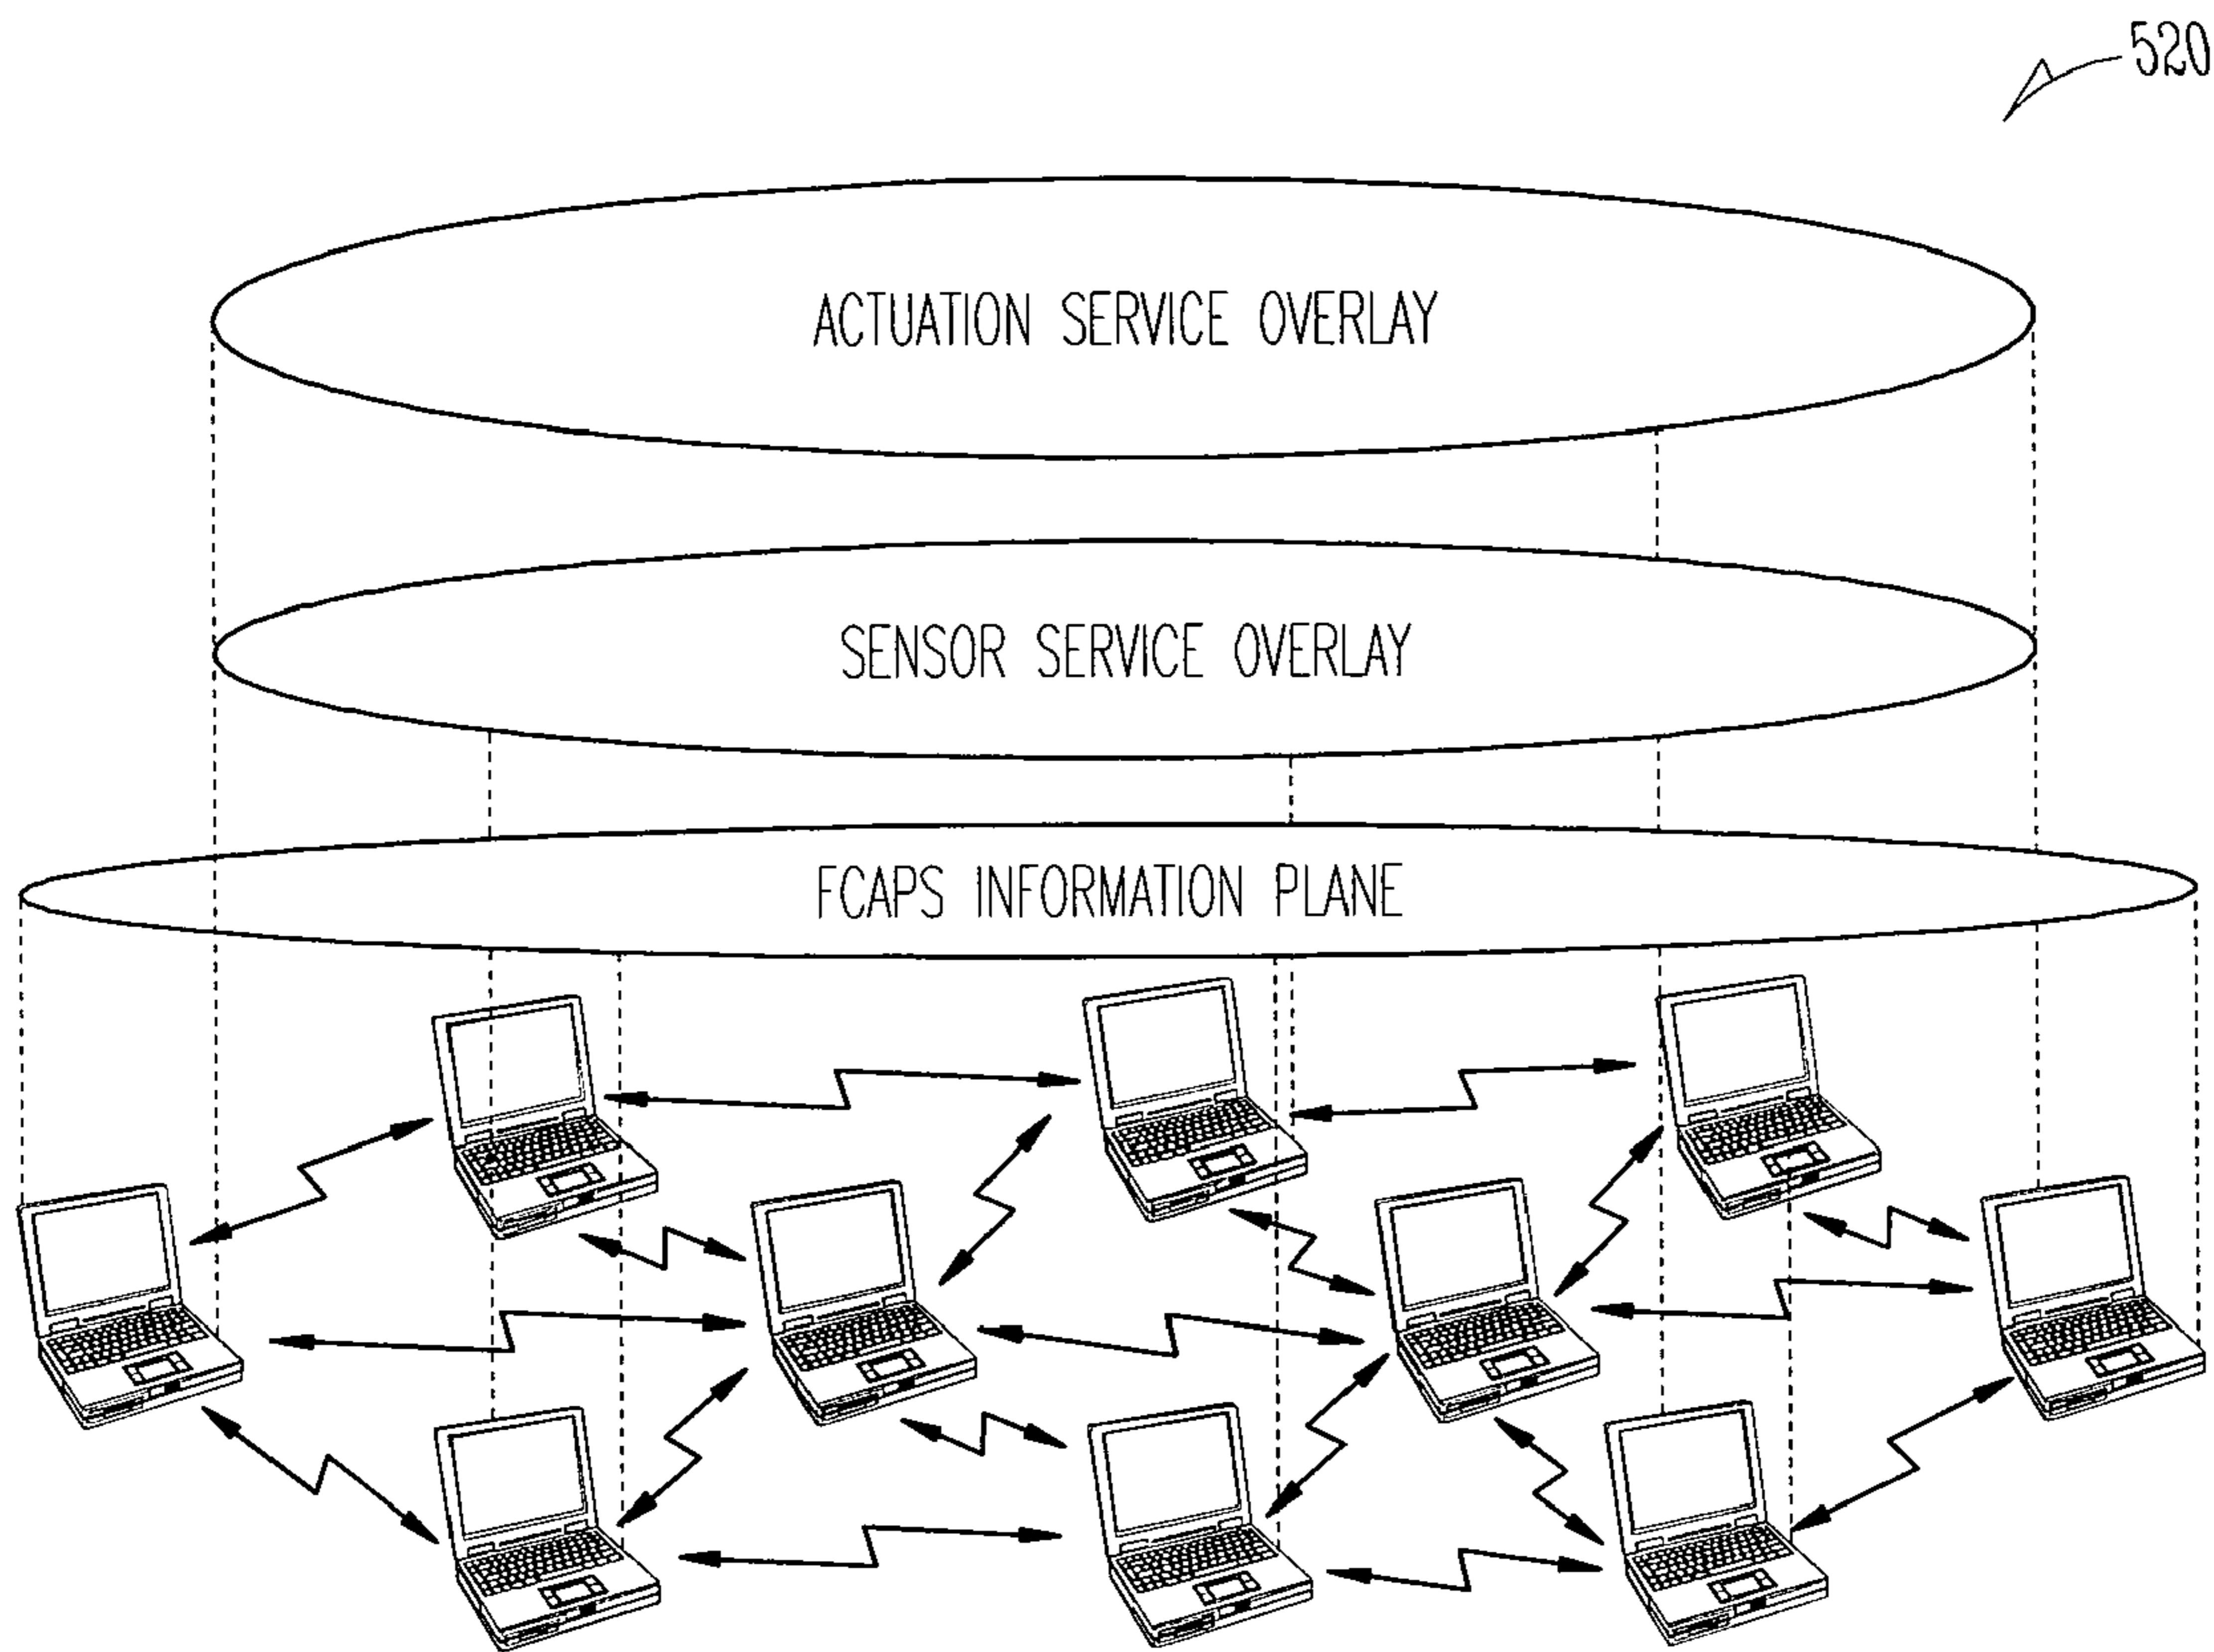 520
ACTUATION SERVICE OVERLAY
SENSOR SERVICE OVERLAY
FCAPS INFORMATION PLANE